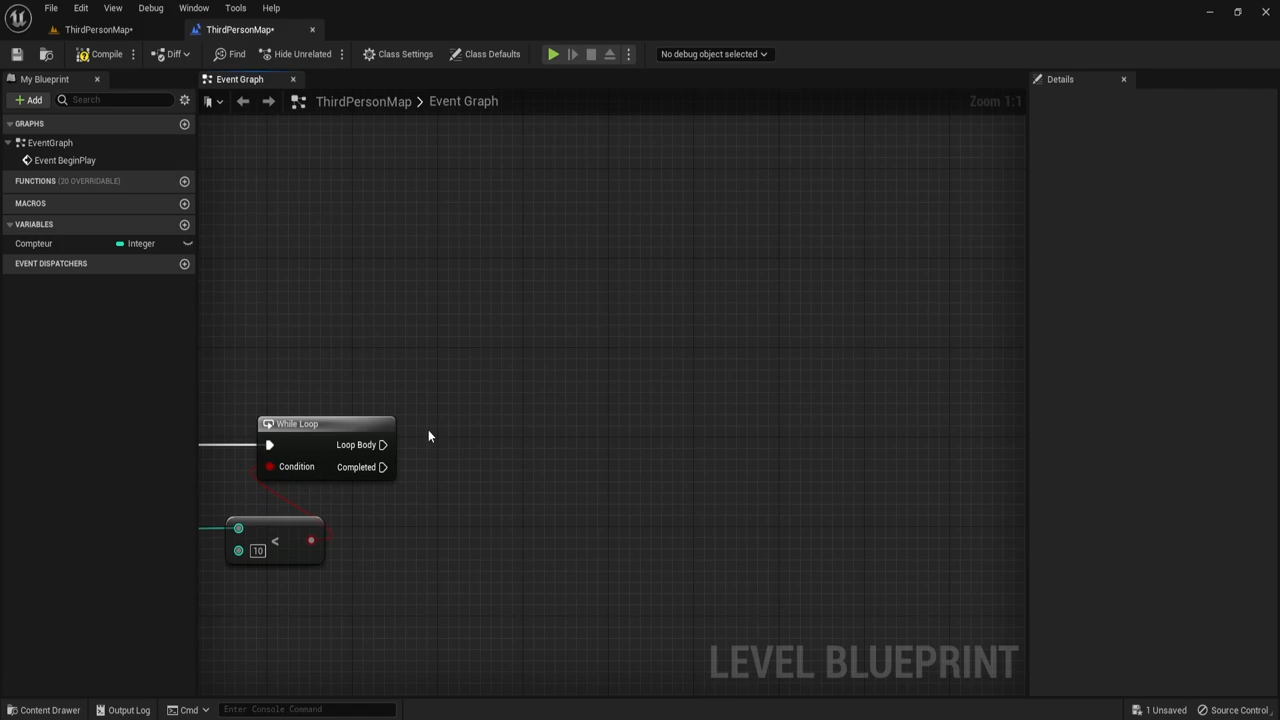 File Edit View Debug Window Tools Help
ThirdPersonMap•
ThirdPersonMap•
Compile Diff Find Hide Unrelated Class Settings Class Defaults No debug object selected
My Blueprint
Event Graph
Details
Add Search
ThirdPersonMap > Event Graph
Zoom 1:1
GRAPHS
EventGraph
Event BeginPlay
FUNCTIONS (20 OVERRIDABLE)
MACROS
VARIABLES
Compteur Integer
EVENT DISPATCHERS
While Loop
Loop Body
Condition Completed
<
10
LEVEL BLUEPRINT
Content Drawer Output Log Cmd Enter Console Command 1 Unsaved Source Control